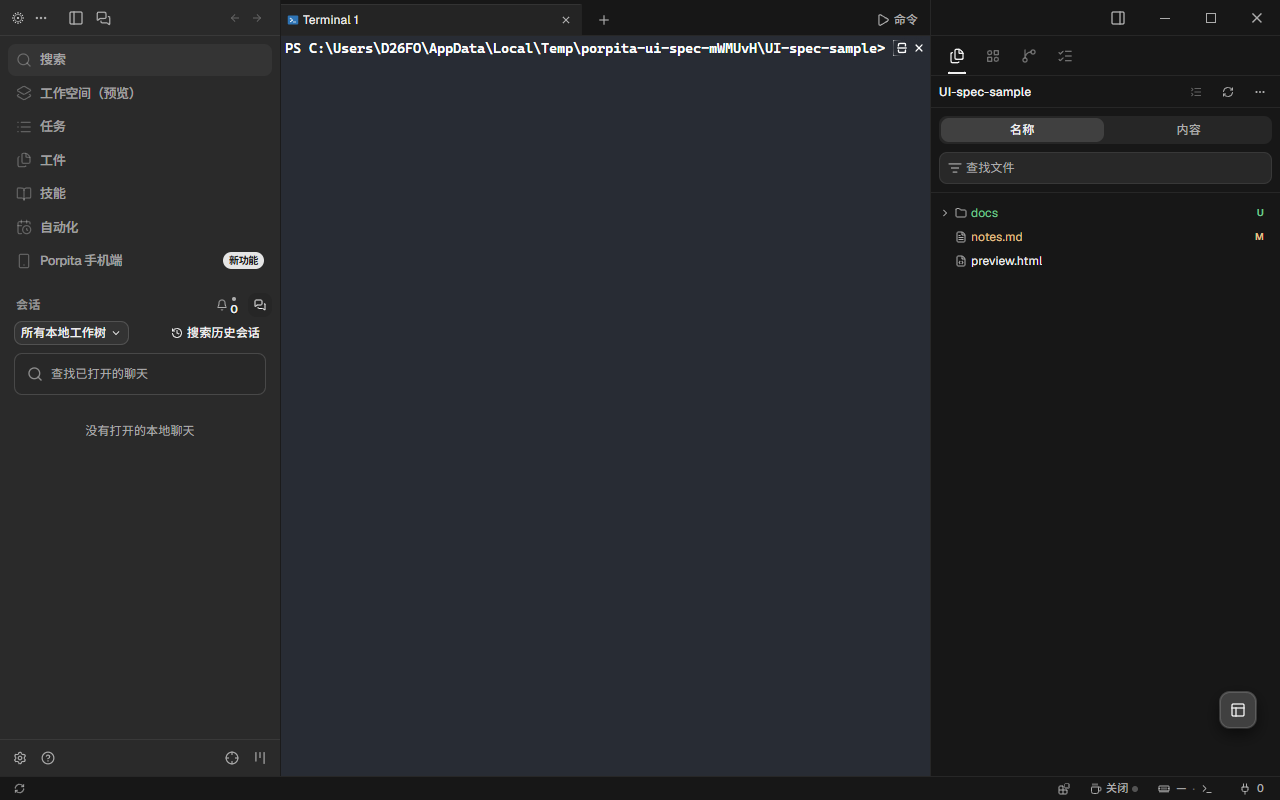 Terminal 1
命令
搜索
工作空间（预览）
任务
工件
技能
自动化
Porpita 手机端
新功能
会话
0
所有本地工作树
搜索历史会话
查找已打开的聊天
没有打开的本地聊天
PS C:\Users\D26FO\AppData\Local\Temp\porpita-ui-spec-mWMUvH\UI-spec-sample>
UI-spec-sample
名称
内容
查找文件
docs
U
notes.md
M
preview.html
关闭
0